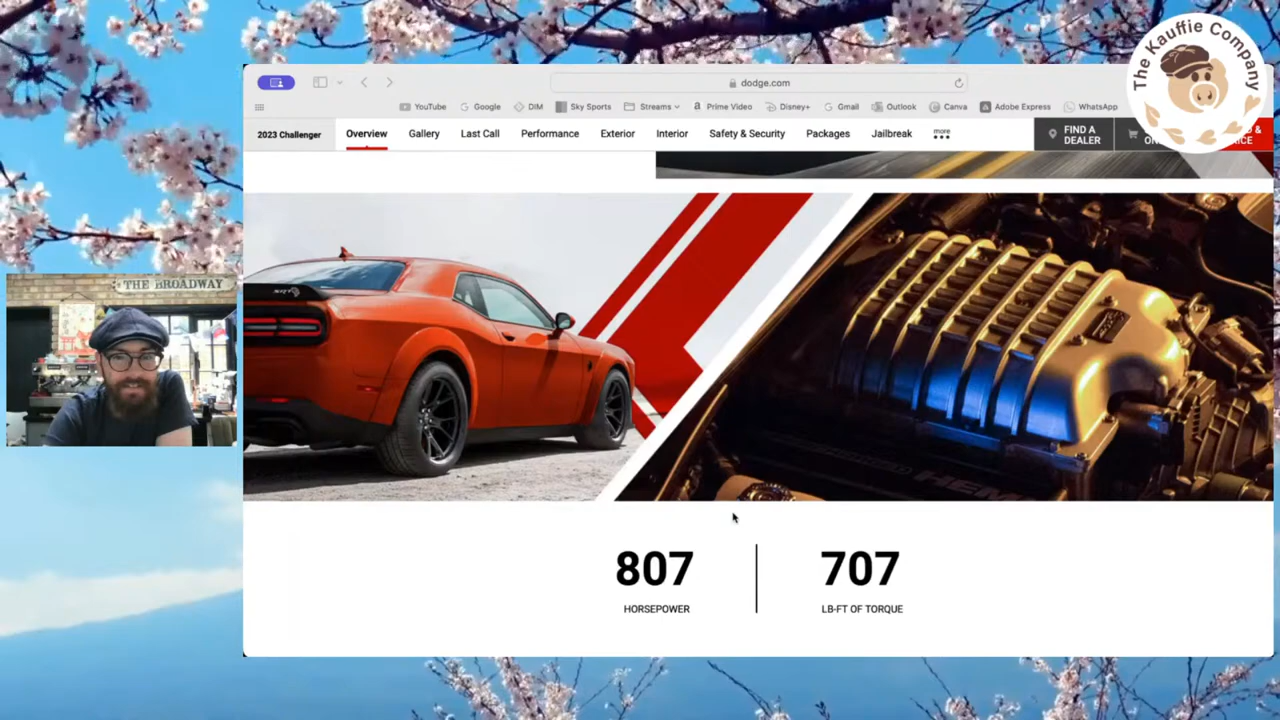 The Kauffie Company
dodge.com
YouTube
Google
DIM
Sky Sports
Streams
Prime Video
Disney+
Gmail
Outlook
Canva
Adobe Express
WhatsApp
2023 Challenger
Overview
Gallery
Last Call
Performance
Exterior
Interior
Safety & Security
Packages
Jailbreak
more
FIND A
DEALER
THE BROADWAY
SRT
HEMI
807
HORSEPOWER
707
LB-FT OF TORQUE